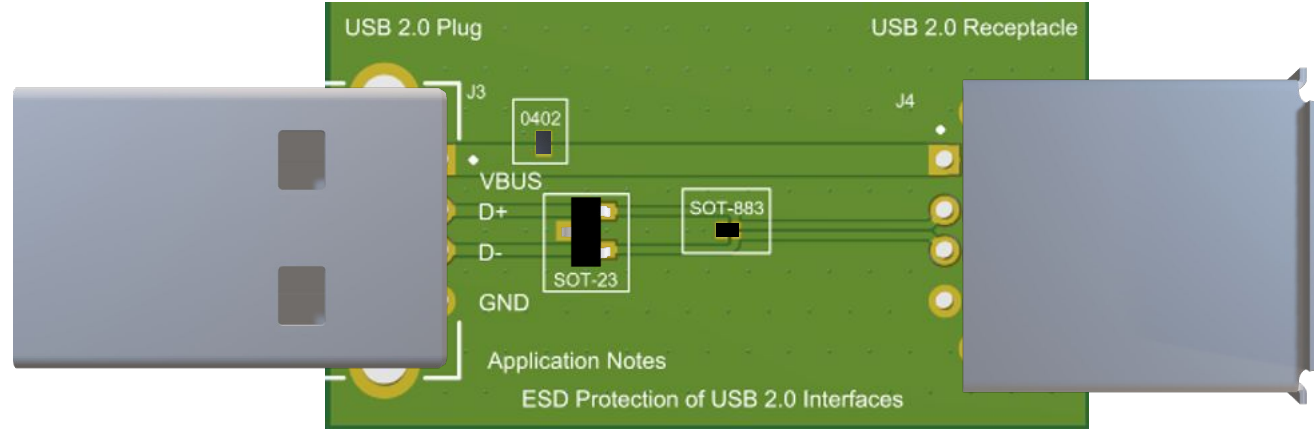 USB 2.0 Plug
USB 2.0 Receptacle
J3
J4
0402
VBUS
D+
SOT-883
D-
SOT-23
GND
Application Notes
ESD Protection of USB 2.0 Interfaces